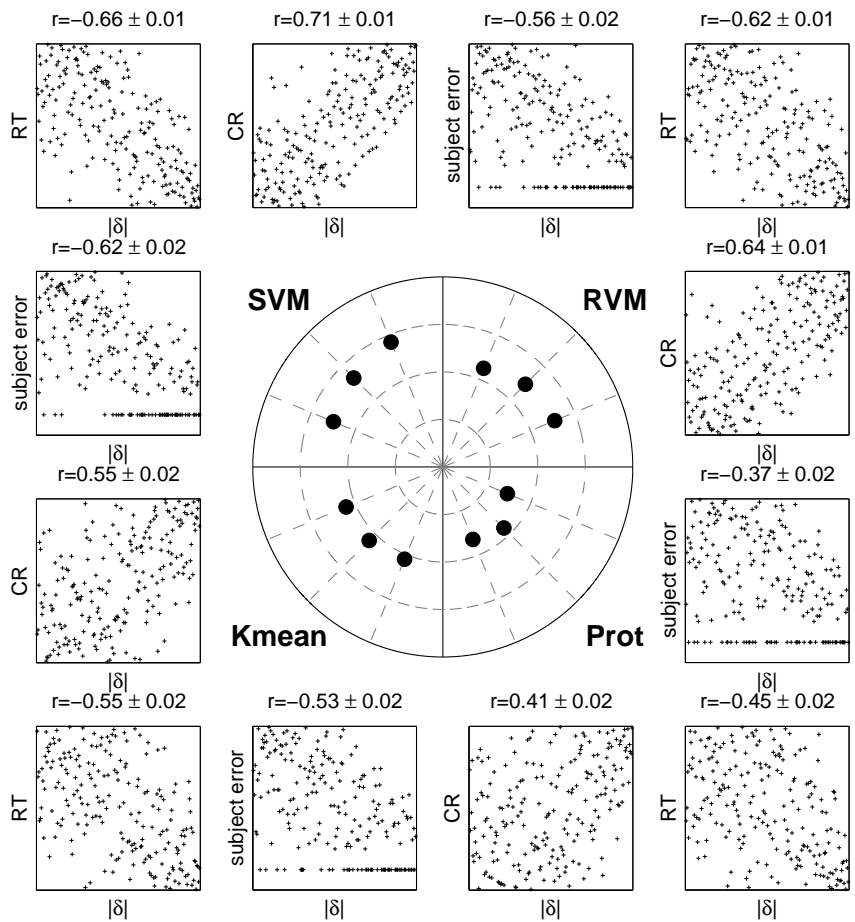 r=−0.66 ± 0.01
RT
|δ|
r=0.71 ± 0.01
CR
|δ|
r=−0.56 ± 0.02
subject error
|δ|
r=−0.62 ± 0.01
RT
|δ|
r=−0.62 ± 0.02
subject error
|δ|
SVM
RVM
r=0.64 ± 0.01
CR
|δ|
r=0.55 ± 0.02
CR
|δ|
Kmean
Prot
r=−0.37 ± 0.02
subject error
|δ|
r=−0.55 ± 0.02
RT
|δ|
r=−0.53 ± 0.02
subject error
|δ|
r=0.41 ± 0.02
CR
|δ|
r=−0.45 ± 0.02
RT
|δ|